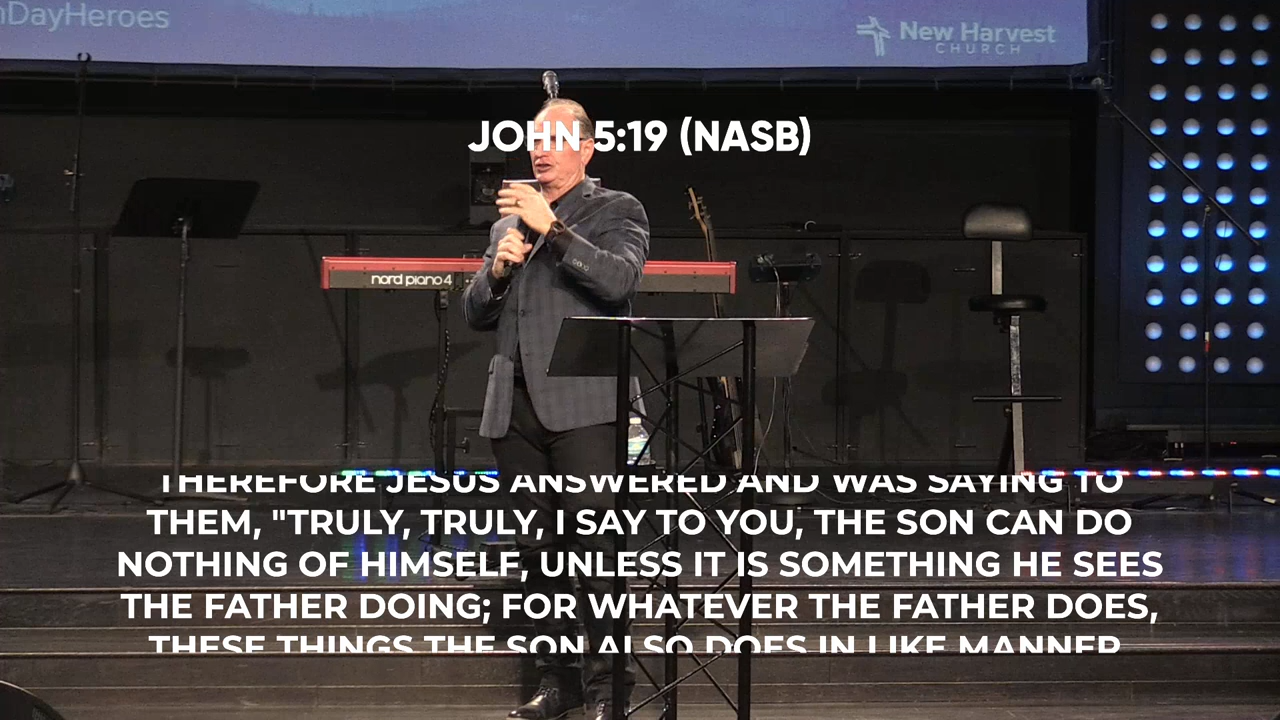 nDayHeroes
New Harvest
CHURCH
JOHN 5:19 (NASB)
nord piano 4
THEREFORE JESUS ANSWERED AND WAS SAYING TO
THEM, "TRULY, TRULY, I SAY TO YOU, THE SON CAN DO
NOTHING OF HIMSELF, UNLESS IT IS SOMETHING HE SEES
THE FATHER DOING; FOR WHATEVER THE FATHER DOES,
THESE THINGS THE SON ALSO DOES IN LIKE MANNER